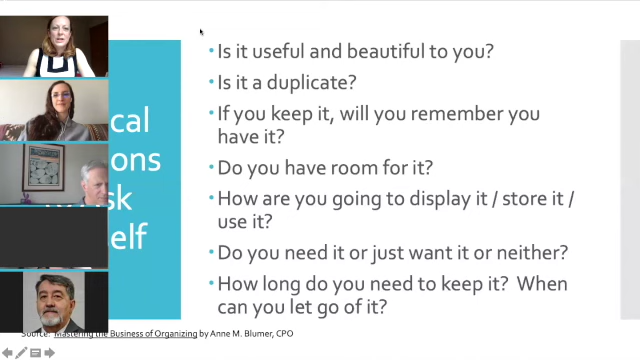 • Is it useful and beautiful to you?
• Is it a duplicate?
• If you keep it, will you remember you
have it?
• Do you have room for it?
• How are you going to display it / store it /
use it?
• Do you need it or just want it or neither?
• How long do you need to keep it?  When
can you let go of it?
cal
ons
sk
elf
Source:  Mastering the Business of Organizing by Anne M. Blumer, CPO